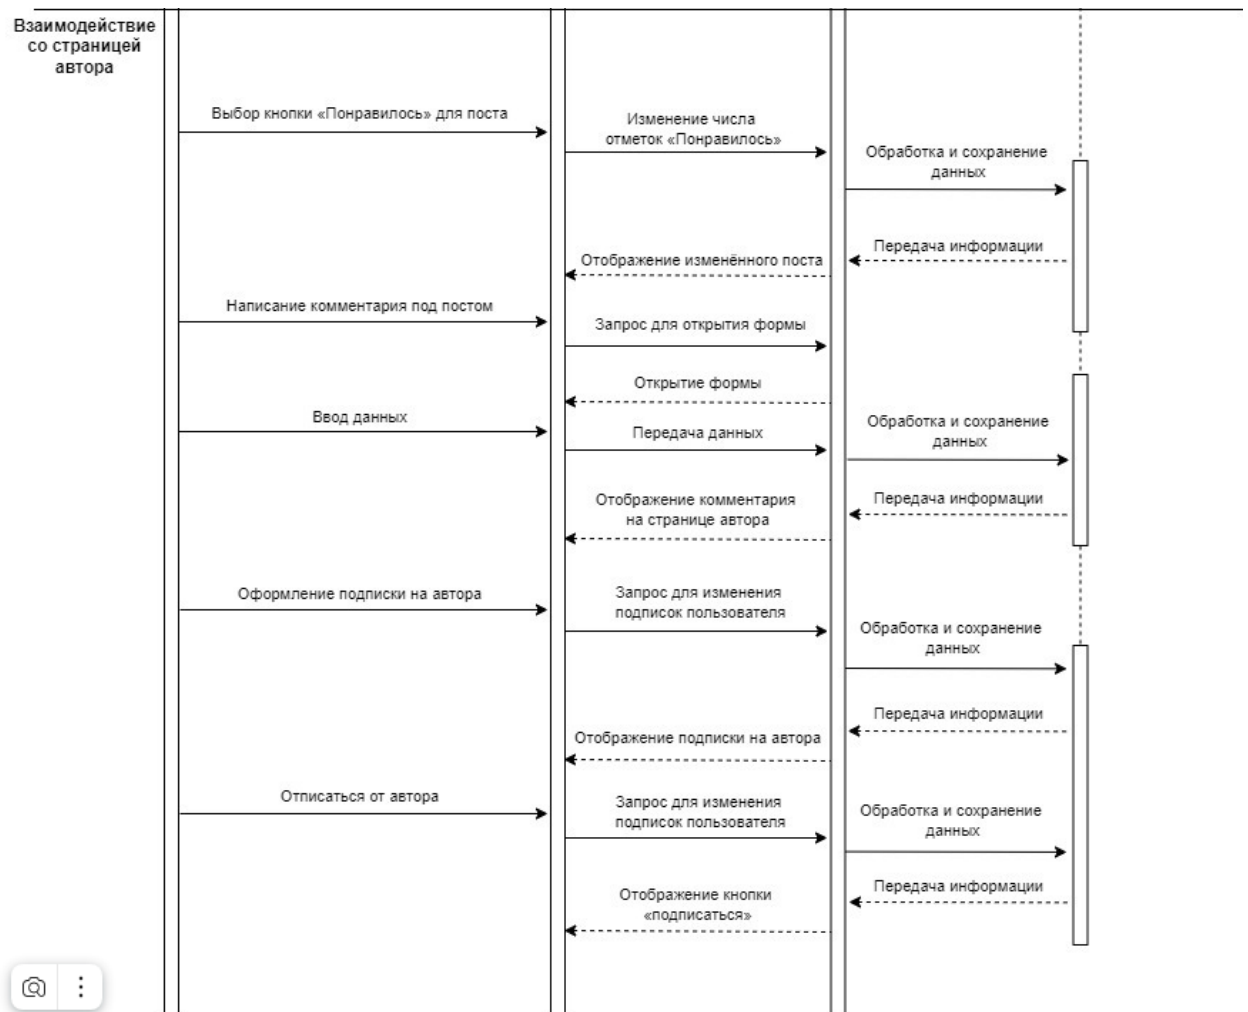 Взаимодействие
со страницей
автора
Выбор кнопки «Понравилось» для поста
Изменение числа
отметок «Понравилось»
Обработка и сохранение
данных
Передача информации
Отображение изменённого поста
Написание комментария под постом
Запрос для открытия формы
Открытие формы
Ввод данных
Передача данных
Обработка и сохранение
данных
Передача информации
Отображение комментария
на странице автора
Оформление подписки на автора
Запрос для изменения
подписок пользователя
Обработка и сохранение
данных
Передача информации
Отображение подписки на автора
Отписаться от автора
Запрос для изменения
подписок пользователя
Обработка и сохранение
данных
Передача информации
Отображение кнопки
«подписаться»